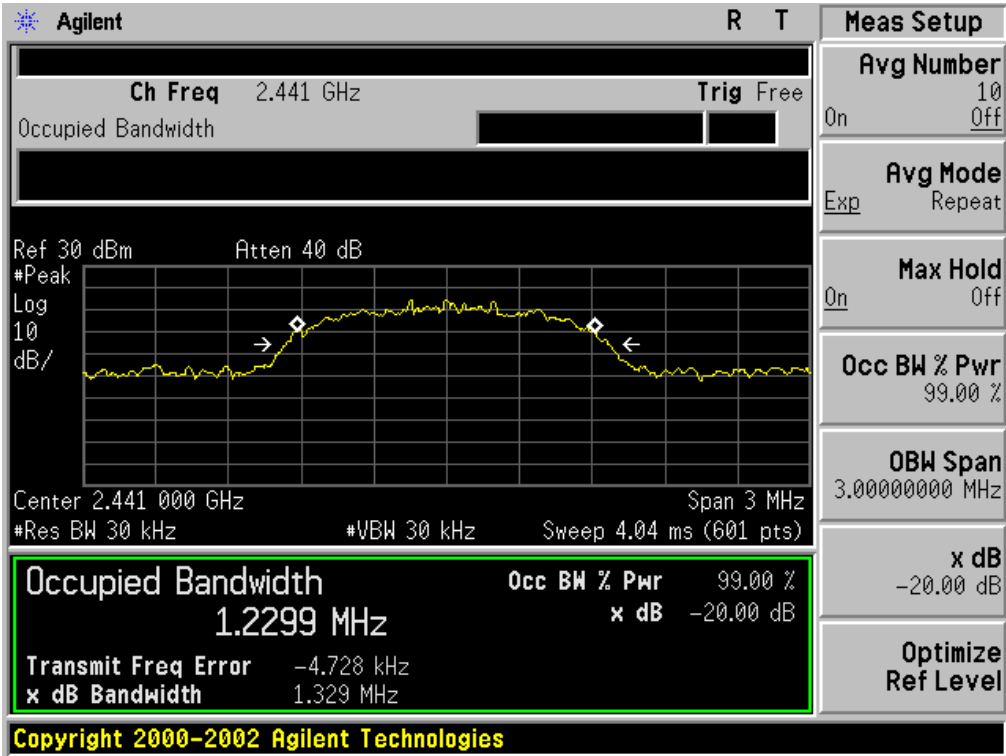 Agilent R T
Ch Freq 2.441 GHz Trig Free
Occupied Bandwidth
Ref 30 dBm Atten 40 dB
#Peak
Log
10
dB/
Center 2.441 000 GHz Span 3 MHz
#Res BW 30 kHz #VBW 30 kHz Sweep 4.04 ms (601 pts)
Occupied Bandwidth Occ BW % Pwr 99.00 %
1.2299 MHz x dB -20.00 dB
Transmit Freq Error -4.728 kHz
x dB Bandwidth 1.329 MHz
Copyright 2000-2002 Agilent Technologies
Meas Setup
Avg Number
10
On Off
Avg Mode
Exp Repeat
Max Hold
On Off
Occ BW % Pwr
99.00 %
OBW Span
3.00000000 MHz
x dB
-20.00 dB
Optimize
Ref Level